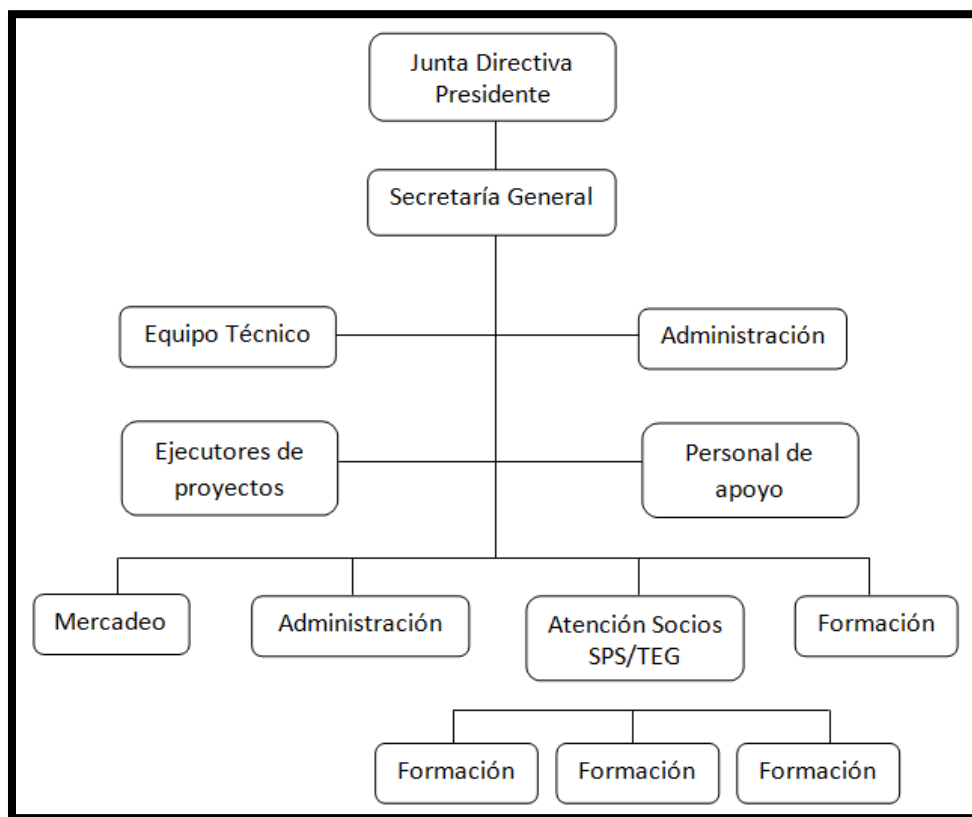 Junta Directiva
Presidente
Secretaría General
Equipo Técnico
Administración
Ejecutores de
proyectos
Personal de
apoyo
Mercadeo
Administración
Atención Socios
SPS/TEG
Formación
Formación
Formación
Formación